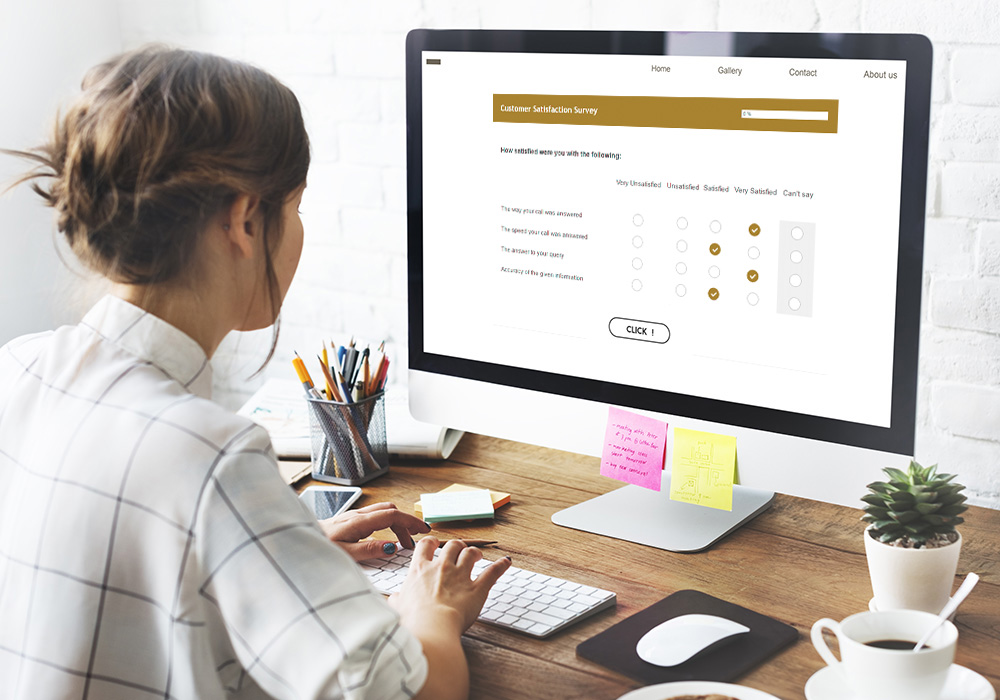 Home Gallery Contact About us
Customer Satisfaction Survey 0 %
How satisfied were you with the following:
Very Unsatisfied Unsatisfied Satisfied Very Satisfied Can't say
The way your call was answered
The speed your call was answered
The answer to your query
Accuracy of the given information
CLICK !